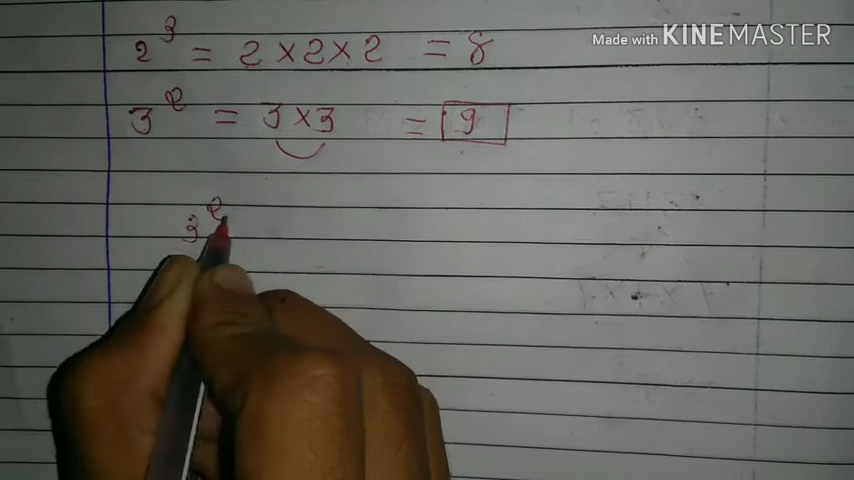 Made with KINEMASTER
2³ = 2 × 2 × 2 = 8
3² = 3 × 3 = 9
3²